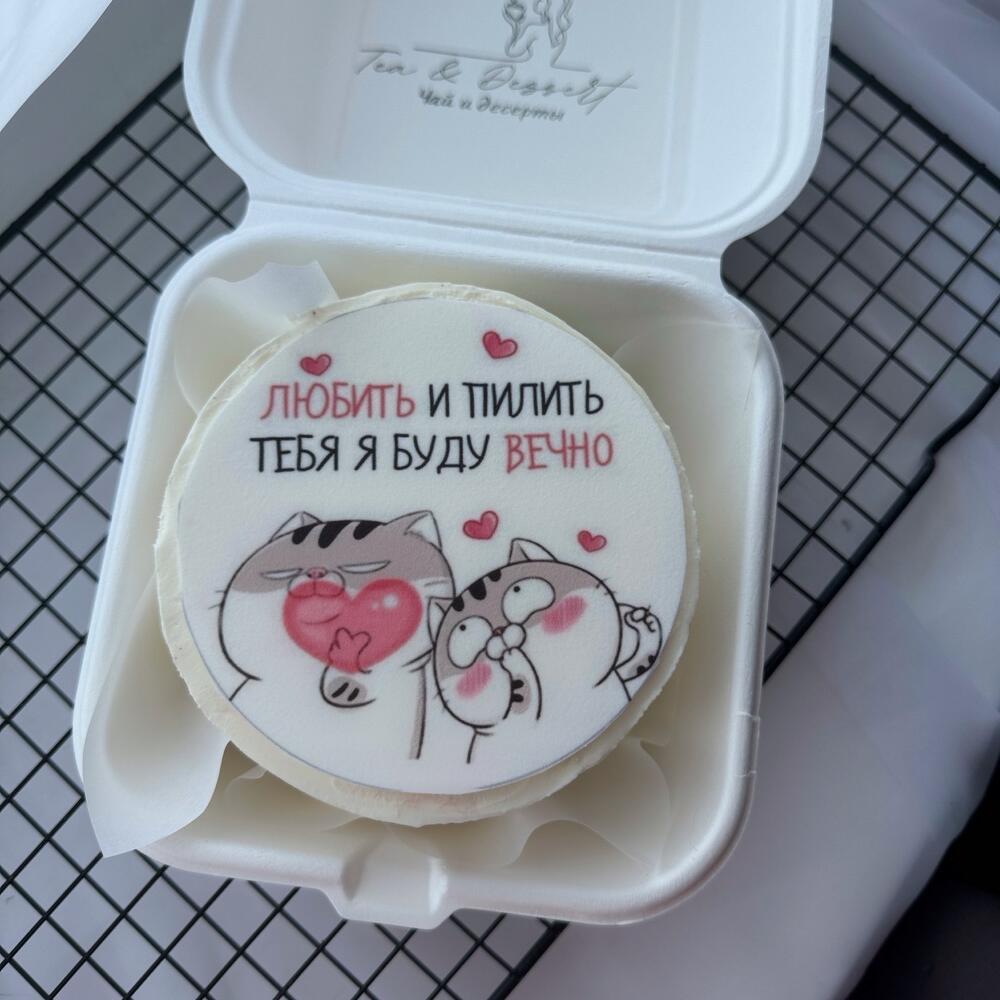 Tea & Dessert
Чай и десерты
ЛЮБИТЬ И ПИЛИТЬ
ТЕБЯ Я БУДУ ВЕЧНО